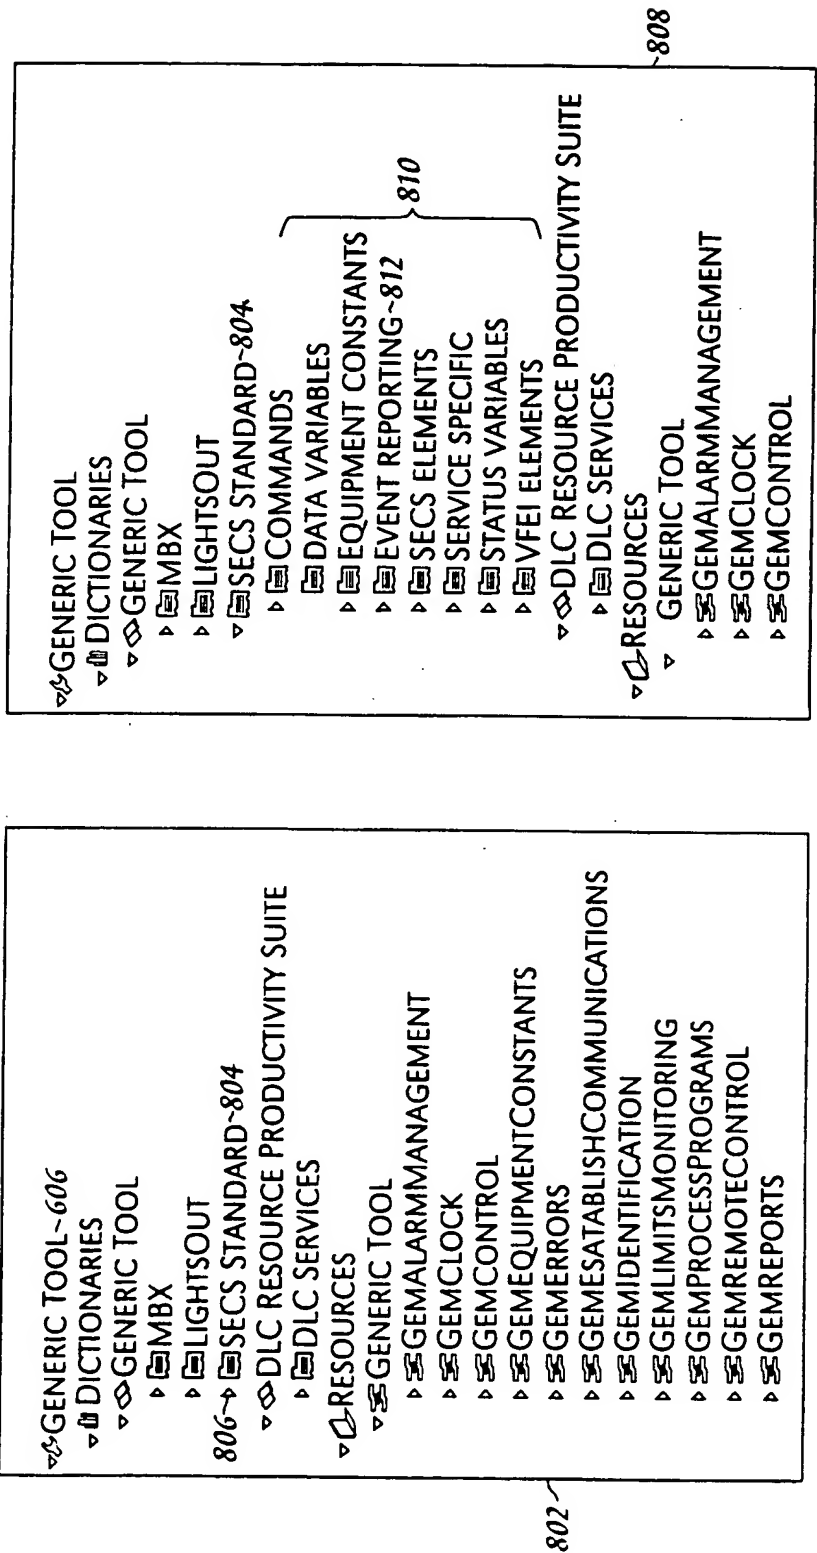 GENERIC TOOL~606
DICTIONARIES
GENERIC TOOL
MBX
LIGHTSOUT
806 SECS STANDARD~804
DLC RESOURCE PRODUCTIVITY SUITE
DLC SERVICES
RESOURCES
GENERIC TOOL
GEMALARMMANAGEMENT
GEMCLOCK
GEMCONTROL
GEMEQUIPMENTCONSTANTS
GEMERRORS
GEMESATABLISHCOMMUNICATIONS
GEMIDENTIFICATION
GEMLIMITSMONITORING
GEMPROCESSPROGRAMS
GEMREMOTECONTROL
GEMREPORTS
802
GENERIC TOOL
DICTIONARIES
GENERIC TOOL
MBX
LIGHTSOUT
SECS STANDARD~804
COMMANDS
DATA VARIABLES
EQUIPMENT CONSTANTS
EVENT REPORTING~812
SECS ELEMENTS
SERVICE SPECIFIC
STATUS VARIABLES
VFEI ELEMENTS
810
DLC RESOURCE PRODUCTIVITY SUITE
DLC SERVICES
RESOURCES
GENERIC TOOL
GEMALARMMANAGEMENT
GEMCLOCK
GEMCONTROL
~808